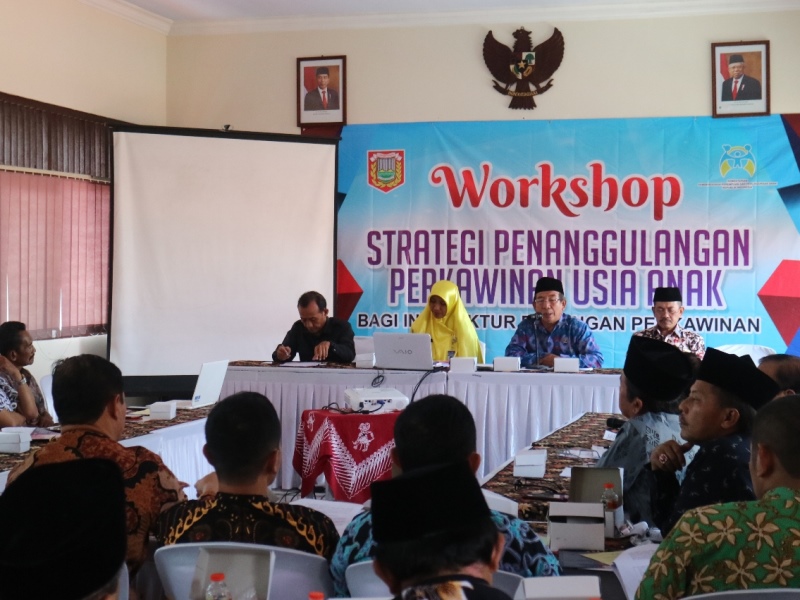 Workshop
STRATEGI PENANGGULANGAN
PERKAWINAN USIA ANAK
BAGI PERKAWINAN
VAIO